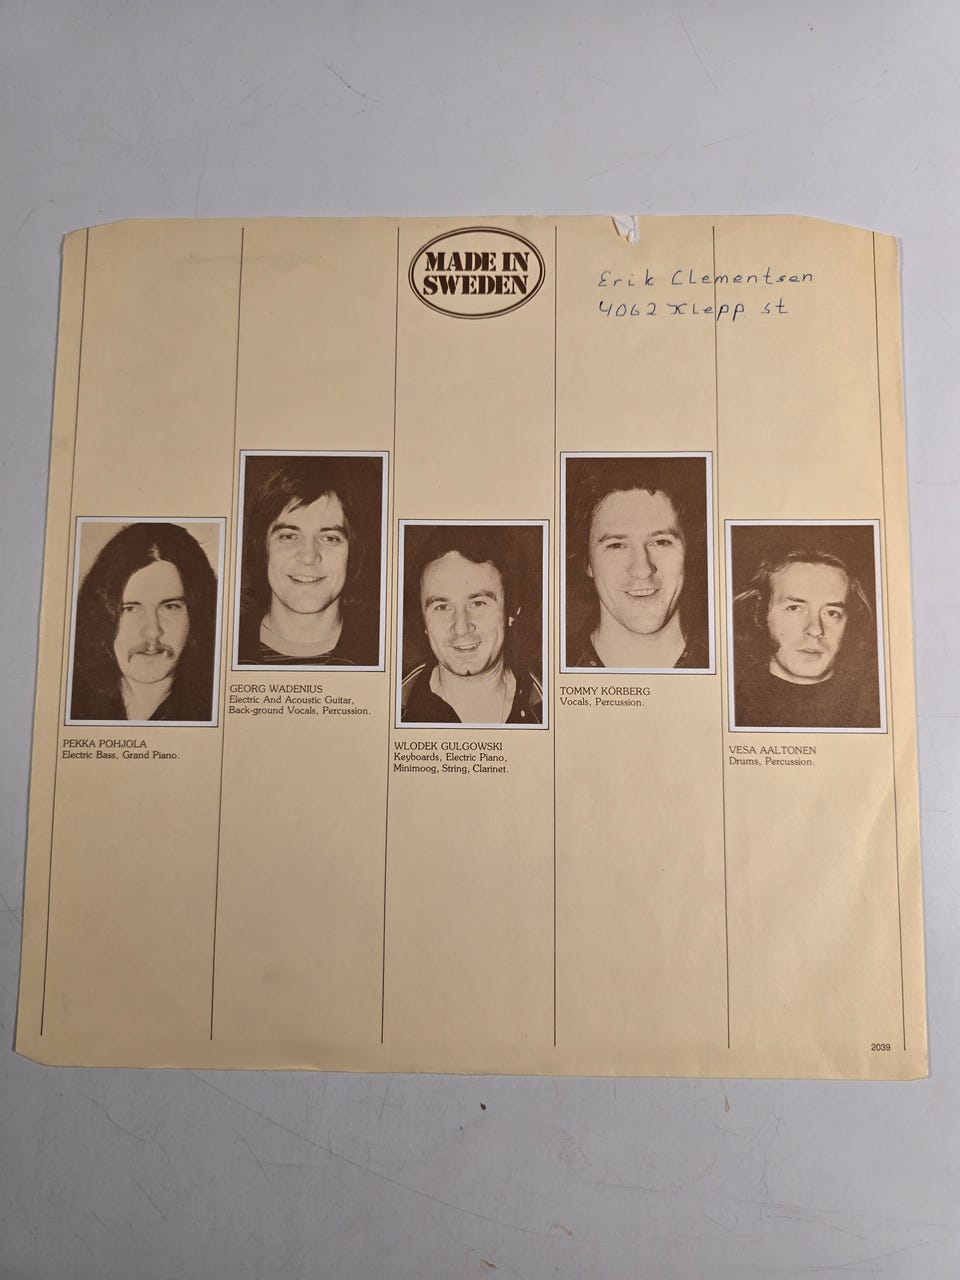 MADE IN
SWEDEN
Erik Clementsen
4062 Klepp st
PEKKA POHJOLA
Electric Bass, Grand Piano.
GEORG WADENIUS
Electric And Acoustic Guitar,
Back-ground Vocals, Percussion.
WLODEK GULGOWSKI
Keyboards, Electric Piano,
Minimoog, String, Clarinet.
TOMMY KÖRBERG
Vocals, Percussion.
VESA AALTONEN
Drums, Percussion.
2039